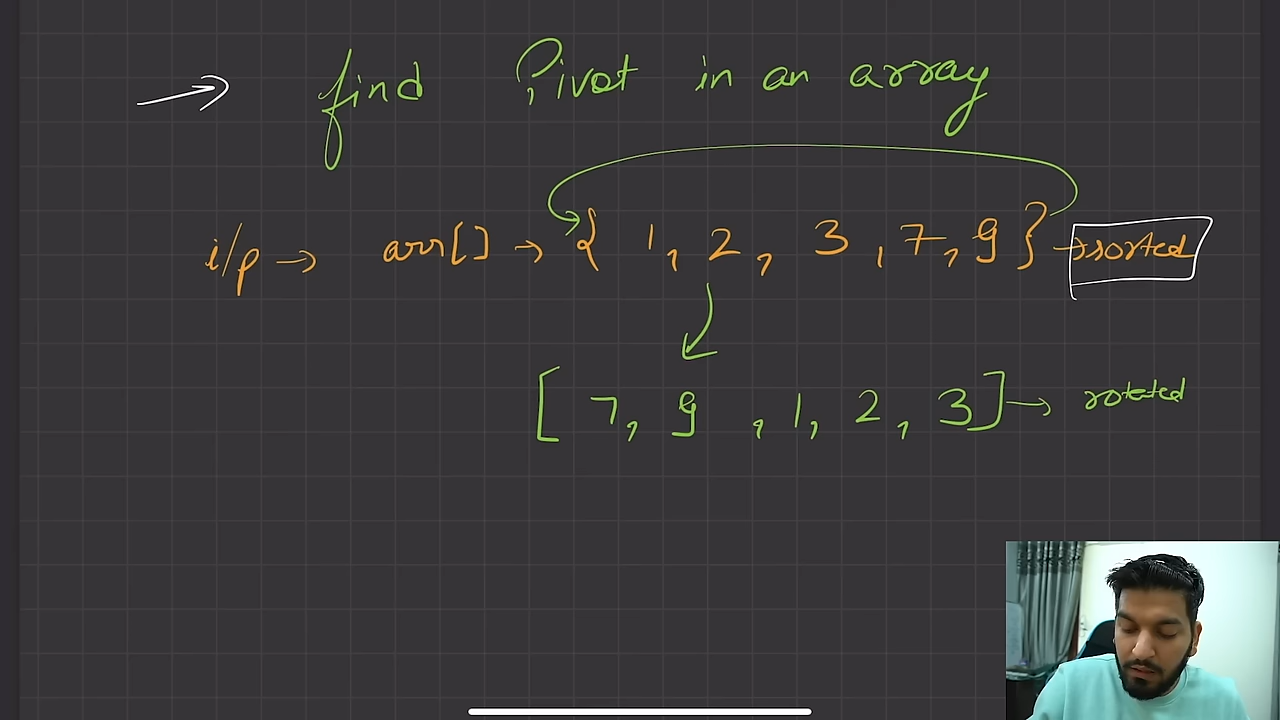 find Pivot in an array
i/p → arr[] → { 1, 2, 3, 7, 9 } → sorted
[ 7, 9, 1, 2, 3 ] → rotated